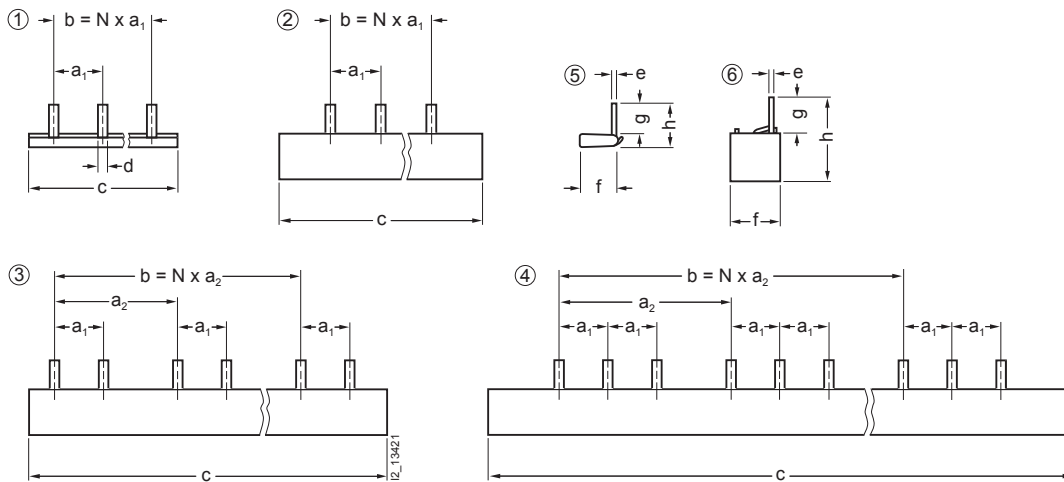 ① b = N x a₁
a₁
d
c
② b = N x a₁
a₁
c
⑤ e
g
h
f
⑥ e
g
h
f
③ b = N x a₂
a₂
a₁ a₁ a₁
c
I2_13421
④ b = N x a₂
a₂
a₁ a₁ a₁ a₁ a₁ a₁
c